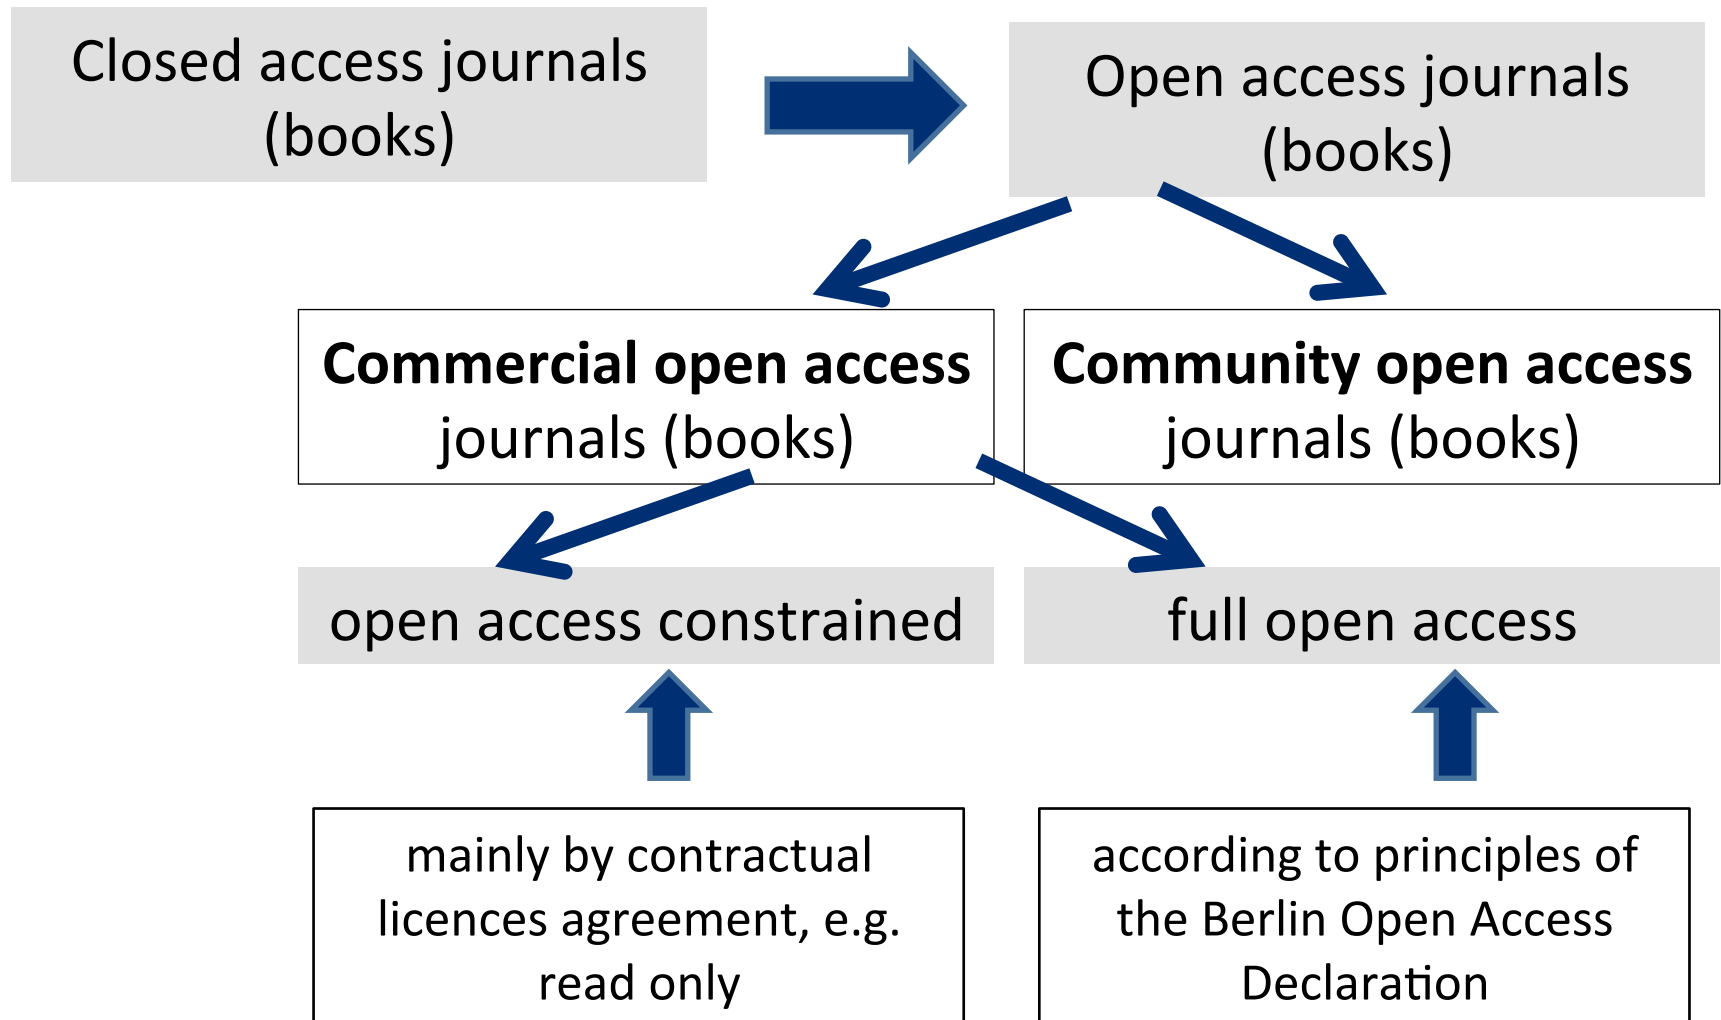 Closed access journals
(books)
Open access journals
(books)
Commercial open access
journals (books)
Community open access
journals (books)
open access constrained
full open access
mainly by contractual
licences agreement, e.g.
read only
according to principles of
the Berlin Open Access
Declaration